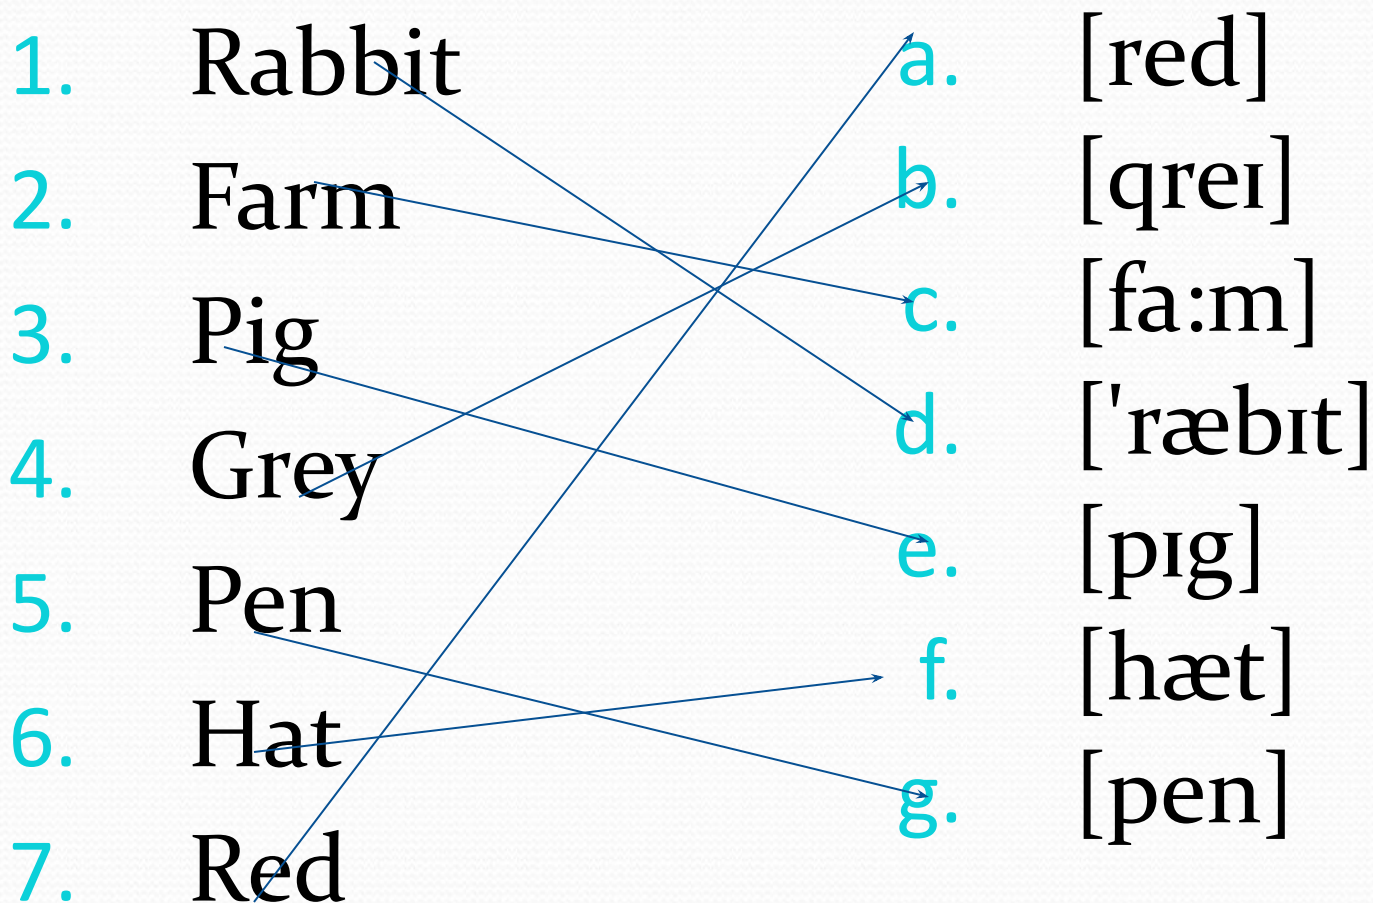 1. Rabbit
2. Farm
3. Pig
4. Grey
5. Pen
6. Hat
7. Red
a. [red]
b. [qreɪ]
c. [fa:m]
d. ['ræbɪt]
e. [pɪg]
f. [hæt]
g. [pen]